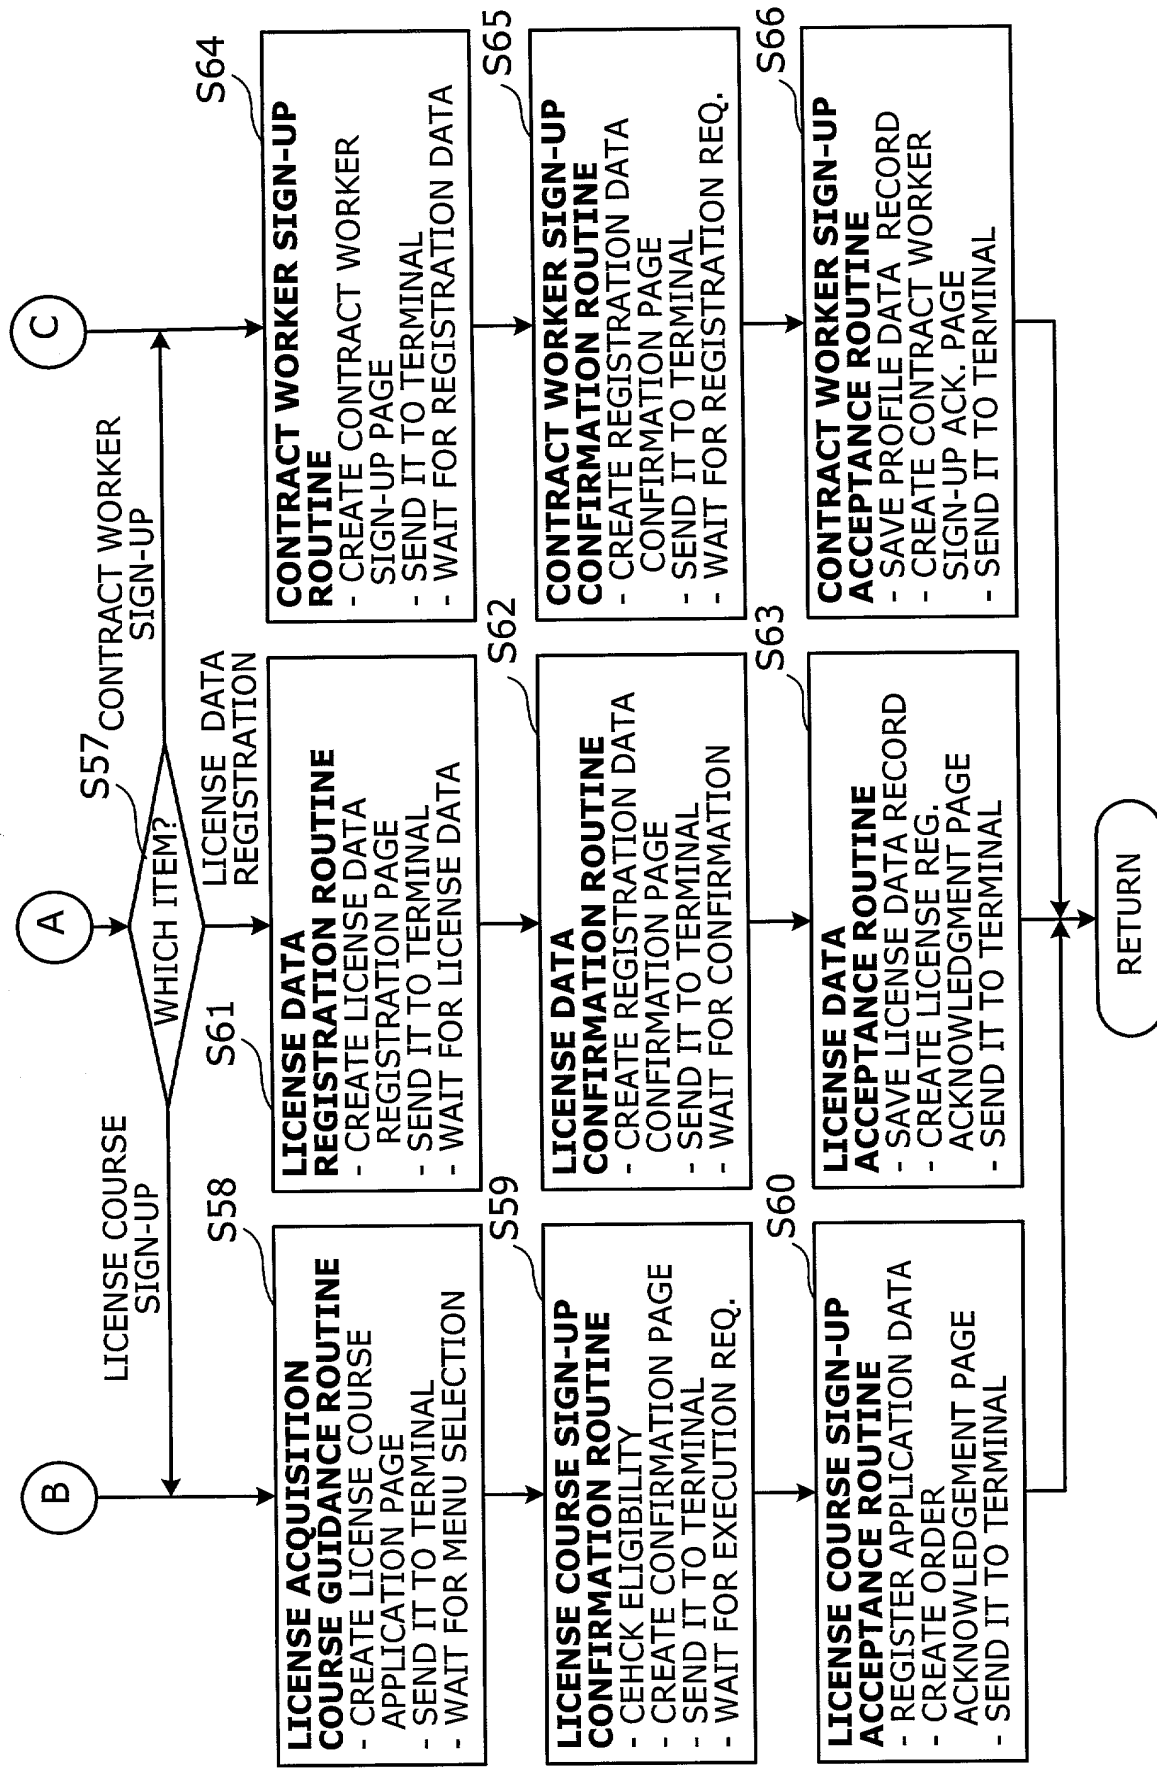 B
A
C
LICENSE COURSE
SIGN-UP
WHICH ITEM?
S57
CONTRACT WORKER
SIGN-UP
LICENSE DATA
REGISTRATION
S58
LICENSE ACQUISITION
COURSE GUIDANCE ROUTINE
- CREATE LICENSE COURSE
APPLICATION PAGE
- SEND IT TO TERMINAL
- WAIT FOR MENU SELECTION
S59
LICENSE COURSE SIGN-UP
CONFIRMATION ROUTINE
- CEHCK ELIGIBILITY
- CREATE CONFIRMATION PAGE
- SEND IT TO TERMINAL
- WAIT FOR EXECUTION REQ.
S60
LICENSE COURSE SIGN-UP
ACCEPTANCE ROUTINE
- REGISTER APPLICATION DATA
- CREATE ORDER
ACKNOWLEDGEMENT PAGE
- SEND IT TO TERMINAL
S61
LICENSE DATA
REGISTRATION ROUTINE
- CREATE LICENSE DATA
REGISTRATION PAGE
- SEND IT TO TERMINAL
- WAIT FOR LICENSE DATA
S62
LICENSE DATA
CONFIRMATION ROUTINE
- CREATE REGISTRATION DATA
CONFIRMATION PAGE
- SEND IT TO TERMINAL
- WAIT FOR CONFIRMATION
S63
LICENSE DATA
ACCEPTANCE ROUTINE
- SAVE LICENSE DATA RECORD
- CREATE LICENSE REG.
ACKNOWLEDGMENT PAGE
- SEND IT TO TERMINAL
S64
CONTRACT WORKER SIGN-UP
ROUTINE
- CREATE CONTRACT WORKER
SIGN-UP PAGE
- SEND IT TO TERMINAL
- WAIT FOR REGISTRATION DATA
S65
CONTRACT WORKER SIGN-UP
CONFIRMATION ROUTINE
- CREATE REGISTRATION DATA
CONFIRMATION PAGE
- SEND IT TO TERMINAL
- WAIT FOR REGISTRATION REQ.
S66
CONTRACT WORKER SIGN-UP
ACCEPTANCE ROUTINE
- SAVE PROFILE DATA RECORD
- CREATE CONTRACT WORKER
SIGN-UP ACK. PAGE
- SEND IT TO TERMINAL
RETURN